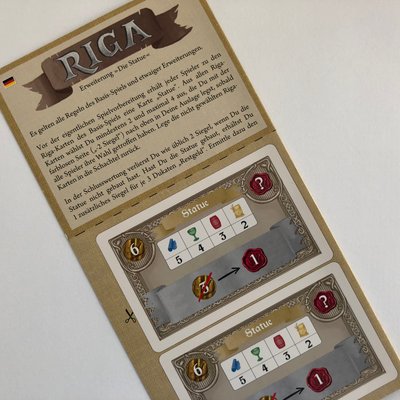 RIGA
Erweiterung »Die Statue«
Es gelten alle Regeln des Basis-Spiels und etwaiger Erweiterungen.
Vor der eigentlichen Spielvorbereitung erhält jeder Spieler zu den
Riga-Karten des Basis-Spiels eine Karte „Statue“. Aus allen Riga-
Karten wählst Du mindestens 2 und maximal 4 aus, die Du mit der
farblosen Seite („-2 Siegel“) nach oben in Deine Auslage legst, sobald
alle Spieler ihre Wahl getroffen haben. Lege die nicht gewählten Riga-
Karten in die Schachtel zurück.
In der Schlusswertung verlierst Du wie üblich 2 Siegel, wenn Du die
Statue nicht gebaut hast. Hast Du die Statue gebaut, erhältst Du
1 zusätzliches Siegel für je 3 Dukaten „Restgeld“. Ermittle dazu den
6
Statue
?
5 4 3 2
3 1
6
Statue
?
5 4 3 2
1